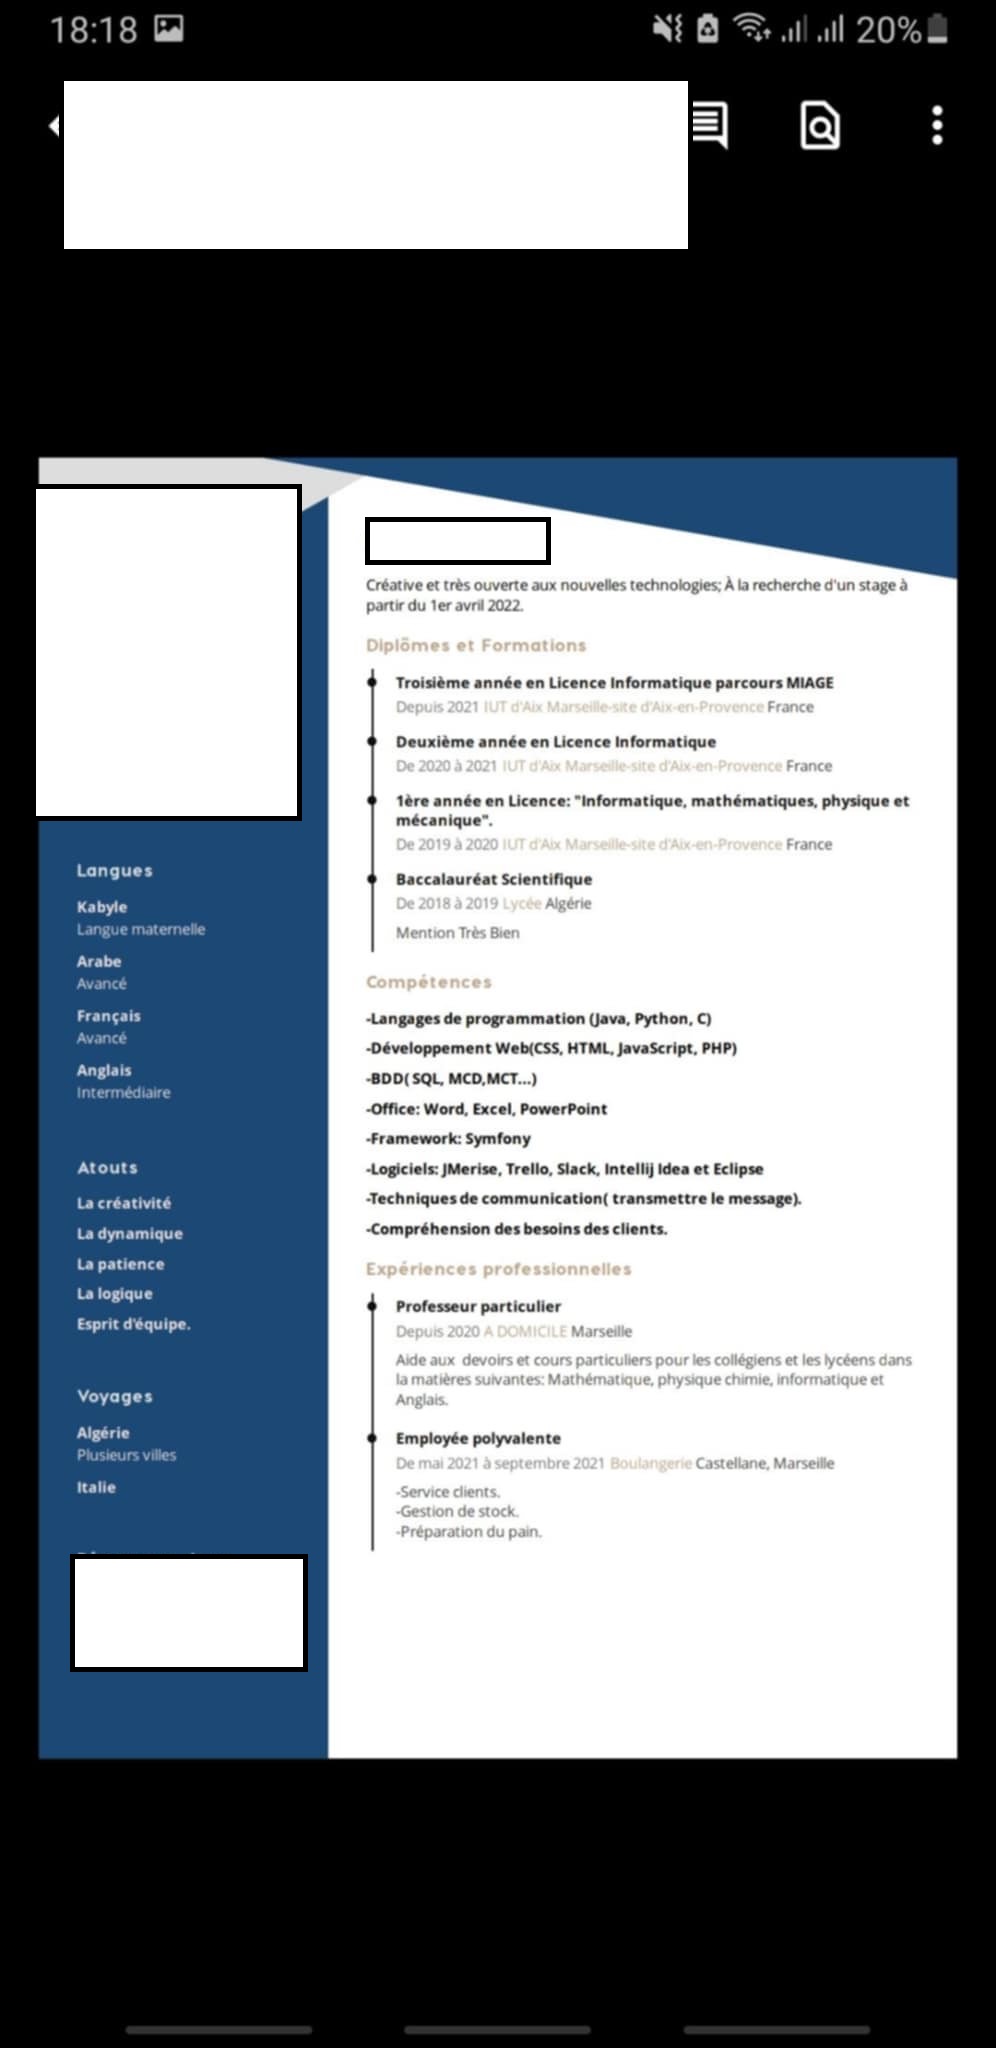 18:18
20%
Créative et très ouverte aux nouvelles technologies; À la recherche d'un stage à
partir du 1er avril 2022.
Diplômes et Formations
Troisième année en Licence Informatique parcours MIAGE
Depuis 2021 IUT d'Aix Marseille-site d'Aix-en-Provence France
Deuxième année en Licence Informatique
De 2020 à 2021 IUT d'Aix Marseille-site d'Aix-en-Provence France
1ère année en Licence: "Informatique, mathématiques, physique et
mécanique".
De 2019 à 2020 IUT d'Aix Marseille-site d'Aix-en-Provence France
Baccalauréat Scientifique
De 2018 à 2019 Lycée Algérie
Mention Très Bien
Compétences
-Langages de programmation (Java, Python, C)
-Développement Web(CSS, HTML, JavaScript, PHP)
-BDD( SQL, MCD,MCT...)
-Office: Word, Excel, PowerPoint
-Framework: Symfony
-Logiciels: JMerise, Trello, Slack, Intellij Idea et Eclipse
-Techniques de communication( transmettre le message).
-Compréhension des besoins des clients.
Expériences professionnelles
Professeur particulier
Depuis 2020 A DOMICILE Marseille
Aide aux devoirs et cours particuliers pour les collégiens et les lycéens dans
la matières suivantes: Mathématique, physique chimie, informatique et
Anglais.
Employée polyvalente
De mai 2021 à septembre 2021 Boulangerie Castellane, Marseille
-Service clients.
-Gestion de stock.
-Préparation du pain.
Langues
Kabyle
Langue maternelle
Arabe
Avancé
Français
Avancé
Anglais
Intermédiaire
Atouts
La créativité
La dynamique
La patience
La logique
Esprit d'équipe.
Voyages
Algérie
Plusieurs villes
Italie